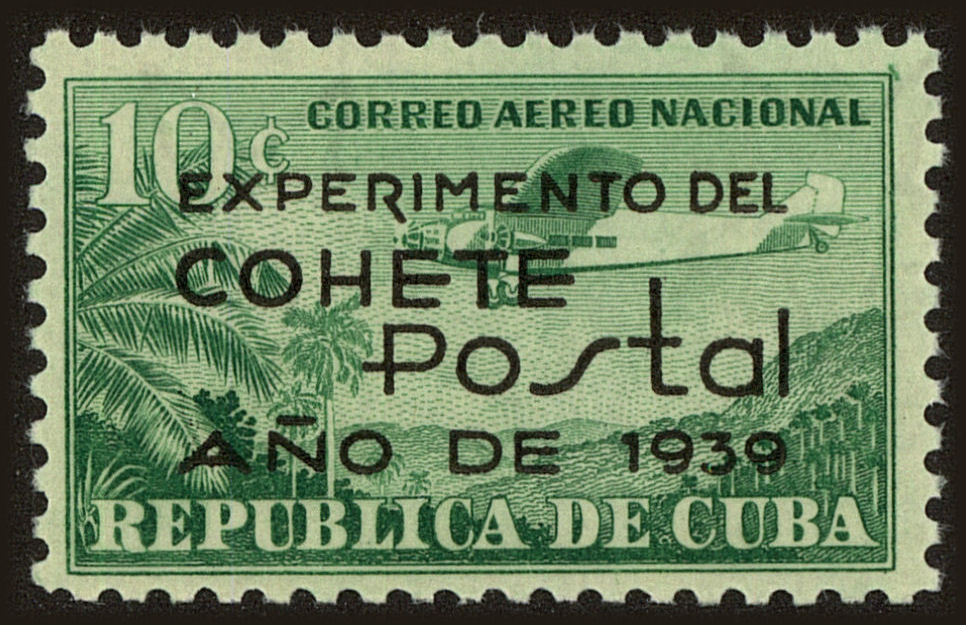 10¢ CORREO AEREO NACIONAL
EXPERIMENTO DEL
COHETE
Postal
AÑO DE 1939
REPUBLICA DE CUBA